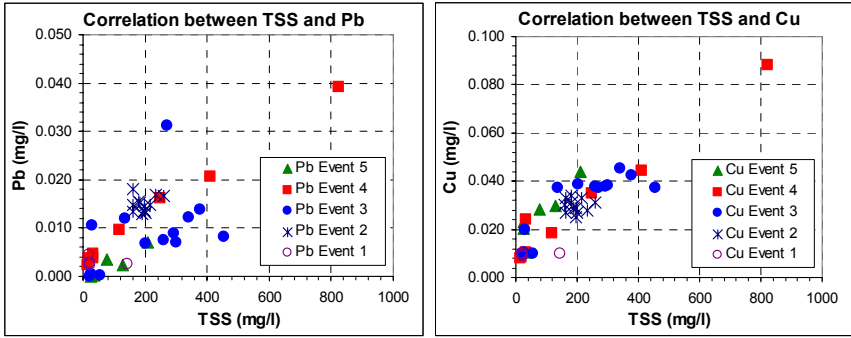 Correlation between TSS and Pb
Pb (mg/l)
0.050
0.040
0.030
0.020
0.010
0.000
0
200
400
600
800
1000
TSS (mg/l)
Pb Event 5
Pb Event 4
Pb Event 3
Pb Event 2
Pb Event 1
Correlation between TSS and Cu
Cu (mg/l)
0.100
0.080
0.060
0.040
0.020
0.000
0
200
400
600
800
1000
TSS (mg/l)
Cu Event 5
Cu Event 4
Cu Event 3
Cu Event 2
Cu Event 1